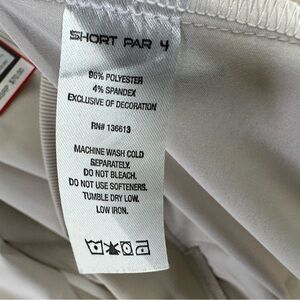 SHORT PAR 4
96% POLYESTER
4% SPANDEX
EXCLUSIVE OF DECORATION
RN# 136613
MACHINE WASH COLD
SEPARATELY.
DO NOT BLEACH.
DO NOT USE SOFTENERS.
TUMBLE DRY LOW.
LOW IRON.